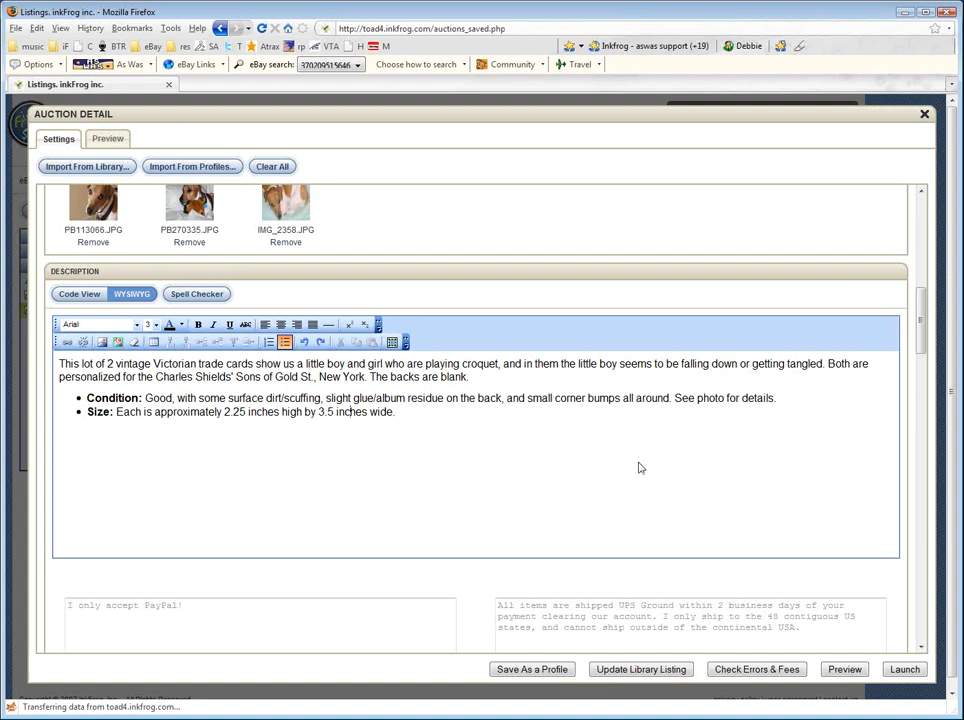 Listings. inkFrog inc. - Mozilla Firefox
File Edit View History Bookmarks Tools Help http://toad4.inkfrog.com/auctions_saved.php
music iF C BTR eBay res SA T Atrax rp VTA H M Inkfrog - aswas support (+19) Debbie
Options As Was eBay Links eBay search: 370209515646 Choose how to search Community Travel
Listings. inkFrog inc.
AUCTION DETAIL
Settings Preview
Import From Library... Import From Profiles... Clear All
PB113066.JPG PB270335.JPG IMG_2358.JPG
Remove Remove Remove
DESCRIPTION
Code View WYSIWYG Spell Checker
Arial 3 A B I U ABC
This lot of 2 vintage Victorian trade cards show us a little boy and girl who are playing croquet, and in them the little boy seems to be falling down or getting tangled. Both are
personalized for the Charles Shields' Sons of Gold St., New York. The backs are blank.
• Condition: Good, with some surface dirt/scuffing, slight glue/album residue on the back, and small corner bumps all around. See photo for details.
• Size: Each is approximately 2.25 inches high by 3.5 inches wide.
I only accept PayPal!
All items are shipped UPS Ground within 2 business days of your
payment clearing our account. I only ship to the 48 contiguous US
states, and cannot ship outside of the continental USA.
Save As a Profile Update Library Listing Check Errors & Fees Preview Launch
Transferring data from toad4.inkfrog.com...